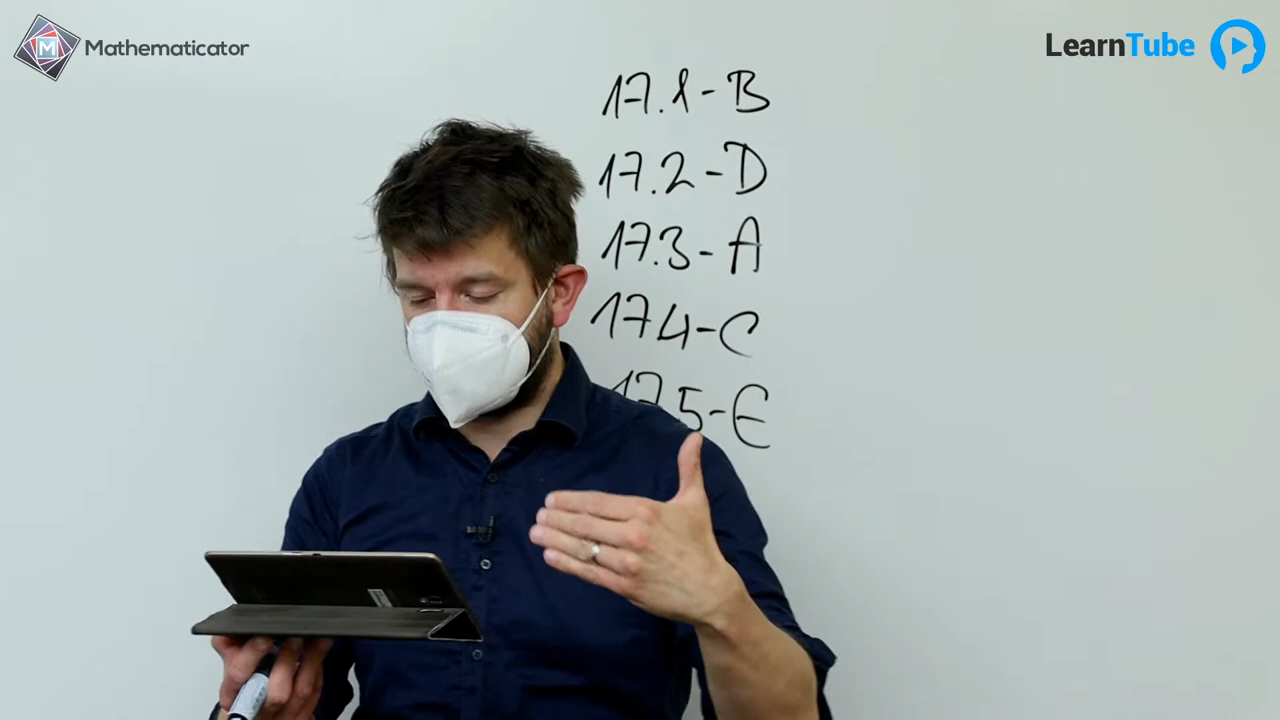 Mathematicator
LearnTube
17.1-B
17.2-D
17.3-A
17.4-C
17.5-E